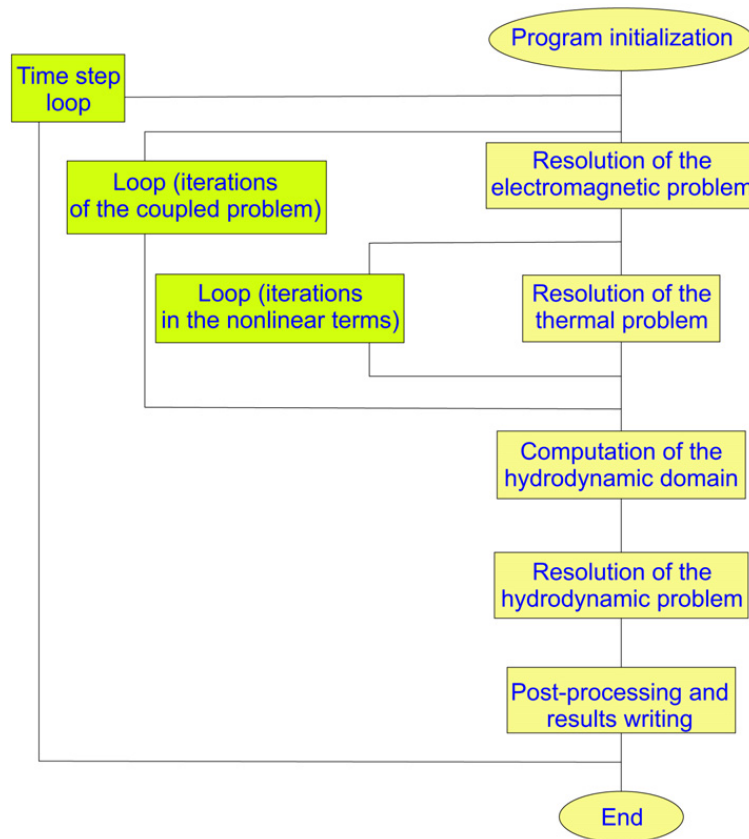 Program initialization
Time step
loop
Resolution of the
electromagnetic problem
Loop (iterations
of the coupled problem)
Loop (iterations
in the nonlinear terms)
Resolution of the
thermal problem
Computation of the
hydrodynamic domain
Resolution of the
hydrodynamic problem
Post-processing and
results writing
End